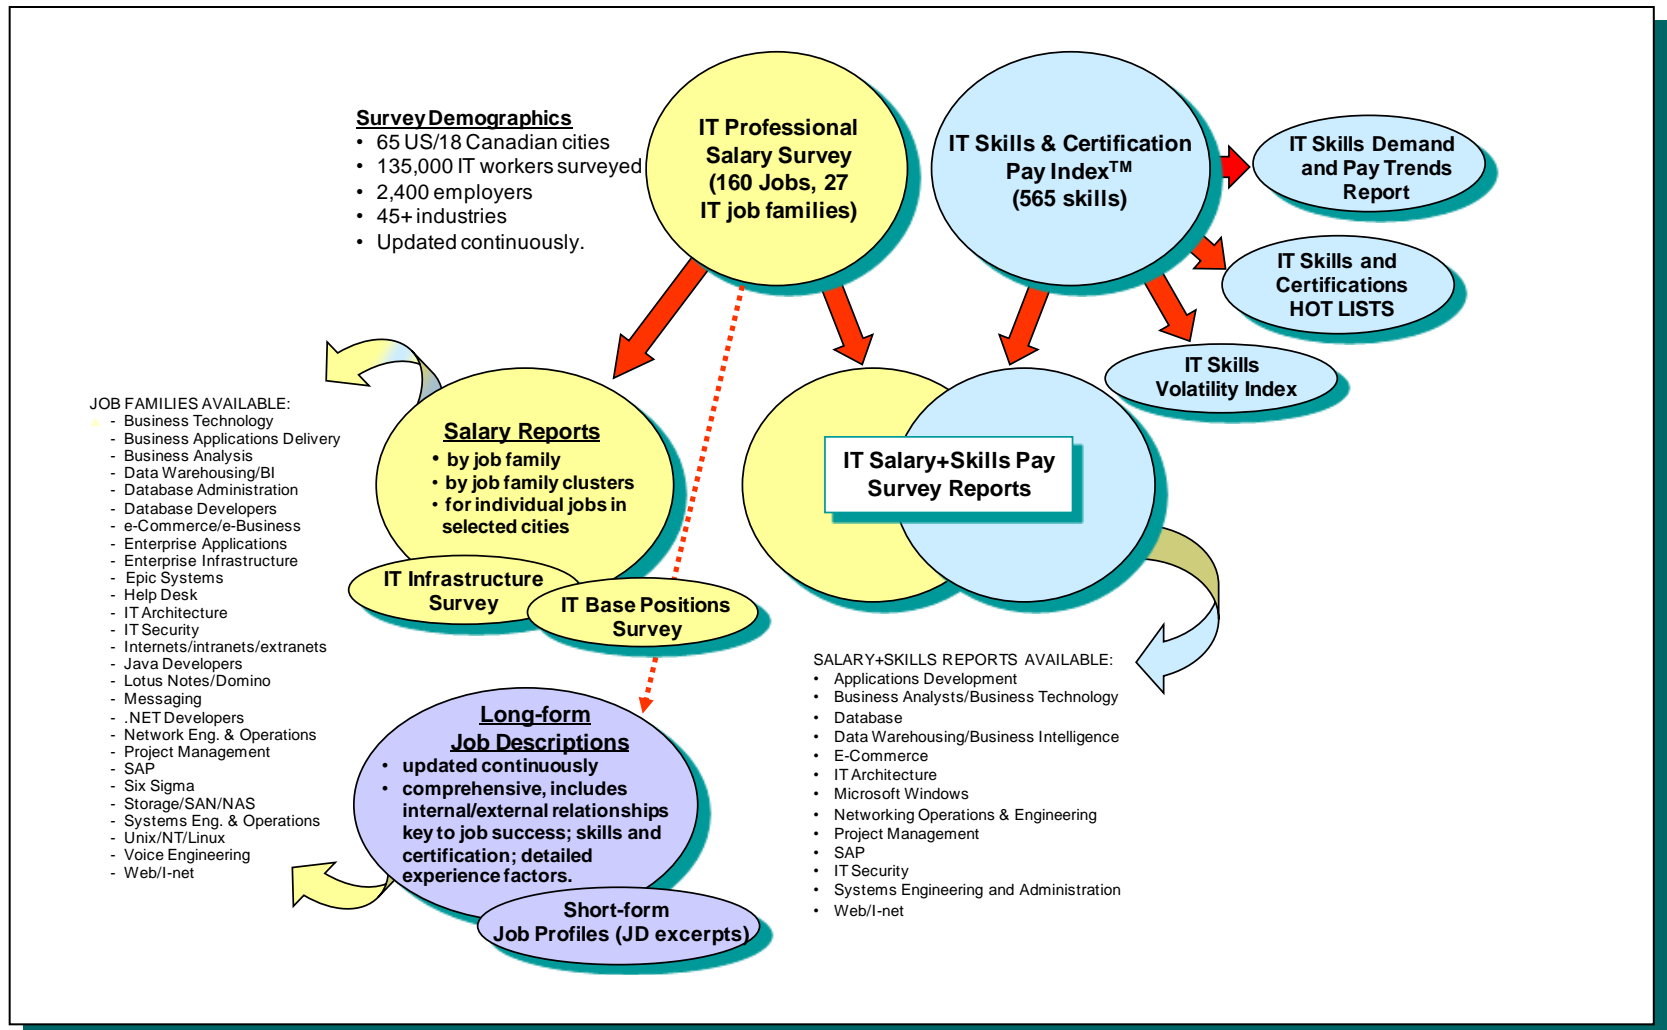 Survey Demographics
• 65 US/18 Canadian cities
• 135,000 IT workers surveyed
• 2,400 employers
• 45+ industries
• Updated continuously.
IT Professional
Salary Survey
(160 Jobs, 27
IT job families)
IT Skills & Certification
Pay Index™
(565 skills)
IT Skills Demand
and Pay Trends
Report
IT Skills and
Certifications
HOT LISTS
IT Skills
Volatility Index
JOB FAMILIES AVAILABLE:
- Business Technology
- Business Applications Delivery
- Business Analysis
- Data Warehousing/BI
- Database Administration
- Database Developers
- e-Commerce/e-Business
- Enterprise Applications
- Enterprise Infrastructure
- Epic Systems
- Help Desk
- IT Architecture
- IT Security
- Internets/intranets/extranets
- Java Developers
- Lotus Notes/Domino
- Messaging
- .NET Developers
- Network Eng. & Operations
- Project Management
- SAP
- Six Sigma
- Storage/SAN/NAS
- Systems Eng. & Operations
- Unix/NT/Linux
- Voice Engineering
- Web/I-net
Salary Reports
• by job family
• by job family clusters
• for individual jobs in
selected cities
IT Infrastructure
Survey
IT Base Positions
Survey
IT Salary+Skills Pay
Survey Reports
Long-form
Job Descriptions
• updated continuously
• comprehensive, includes
internal/external relationships
key to job success; skills and
certification; detailed
experience factors.
Short-form
Job Profiles (JD excerpts)
SALARY+SKILLS REPORTS AVAILABLE:
• Applications Development
• Business Analysts/Business Technology
• Database
• Data Warehousing/Business Intelligence
• E-Commerce
• IT Architecture
• Microsoft Windows
• Networking Operations & Engineering
• Project Management
• SAP
• IT Security
• Systems Engineering and Administration
• Web/I-net